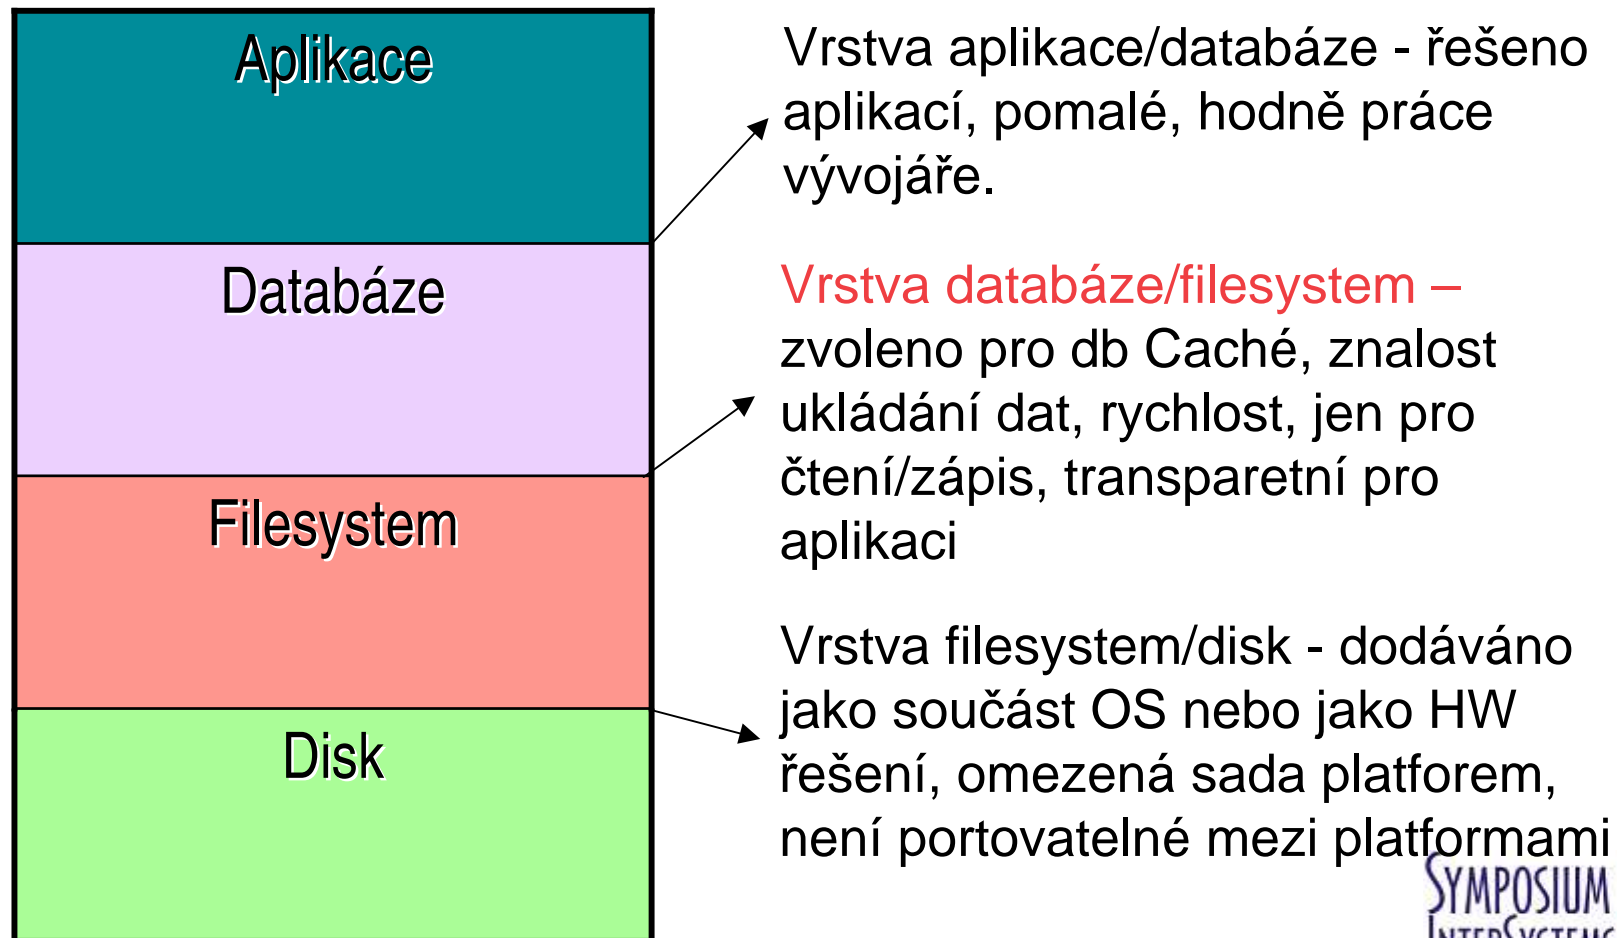 Aplikace
Databáze
Filesystem
Disk
Vrstva aplikace/databáze - řešeno
aplikací, pomalé, hodně práce
vývojáře.
Vrstva databáze/filesystem –
zvoleno pro db Caché, znalost
ukládání dat, rychlost, jen pro
čtení/zápis, transparetní pro
aplikaci
Vrstva filesystem/disk - dodáváno
jako součást OS nebo jako HW
řešení, omezená sada platforem,
není portovatelné mezi platformami
SYMPOSIUM
INTERSYSTEMS